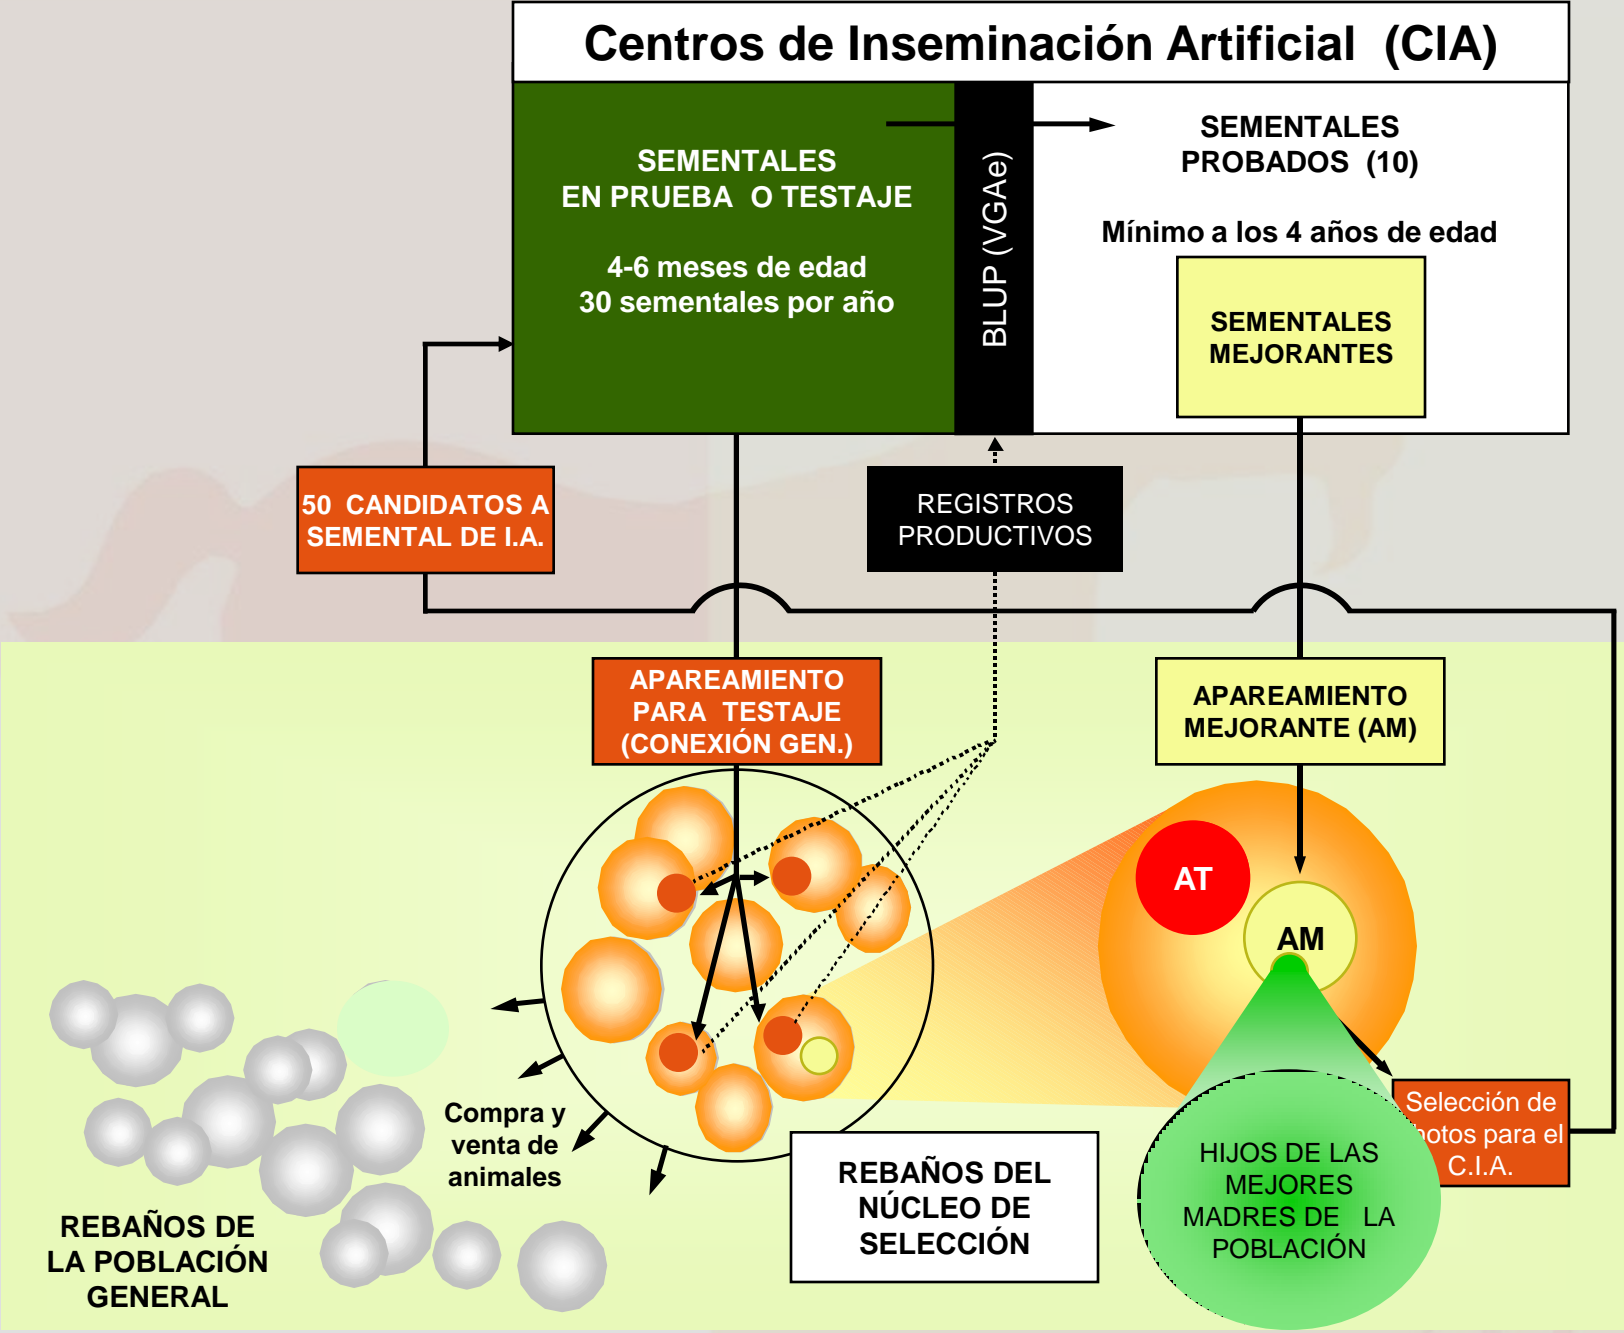 Centros de Inseminación Artificial (CIA)
SEMENTALES
EN PRUEBA O TESTAJE
4-6 meses de edad
30 sementales por año
BLUP (VGAe)
SEMENTALES
PROBADOS (10)
Mínimo a los 4 años de edad
SEMENTALES
MEJORANTES
50 CANDIDATOS A
SEMENTAL DE I.A.
REGISTROS
PRODUCTIVOS
APAREAMIENTO
PARA TESTAJE
(CONEXIÓN GEN.)
APAREAMIENTO
MEJORANTE (AM)
AT
AM
Compra y
venta de
animales
REBAÑOS DEL
NÚCLEO DE
SELECCIÓN
Selección de
para el
C.I.A.
HIJOS DE LAS
MEJORES
MADRES DE LA
POBLACIÓN
REBAÑOS DE
LA POBLACIÓN
GENERAL